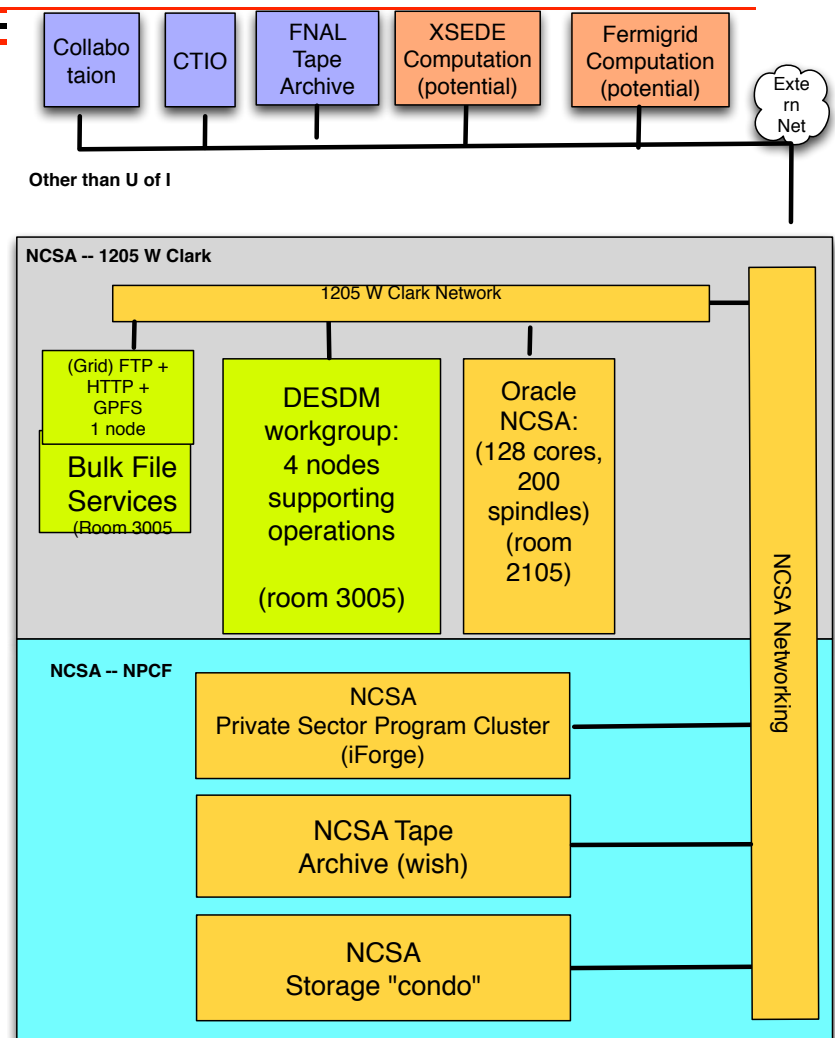 Collabo
taion
CTIO
FNAL
Tape
Archive
XSEDE
Computation
(potential)
Fermigrid
Computation
(potential)
Exte
rn
Net
Other than U of I
NCSA -- 1205 W Clark
1205 W Clark Network
(Grid) FTP +
HTTP +
GPFS
1 node
Bulk File
Services
(Room 3005
DESDM
workgroup:
4 nodes
supporting
operations
(room 3005)
Oracle
NCSA:
(128 cores,
200
spindles)
(room
2105)
NCSA Networking
NCSA -- NPCF
NCSA
Private Sector Program Cluster
(iForge)
NCSA Tape
Archive (wish)
NCSA
Storage "condo"